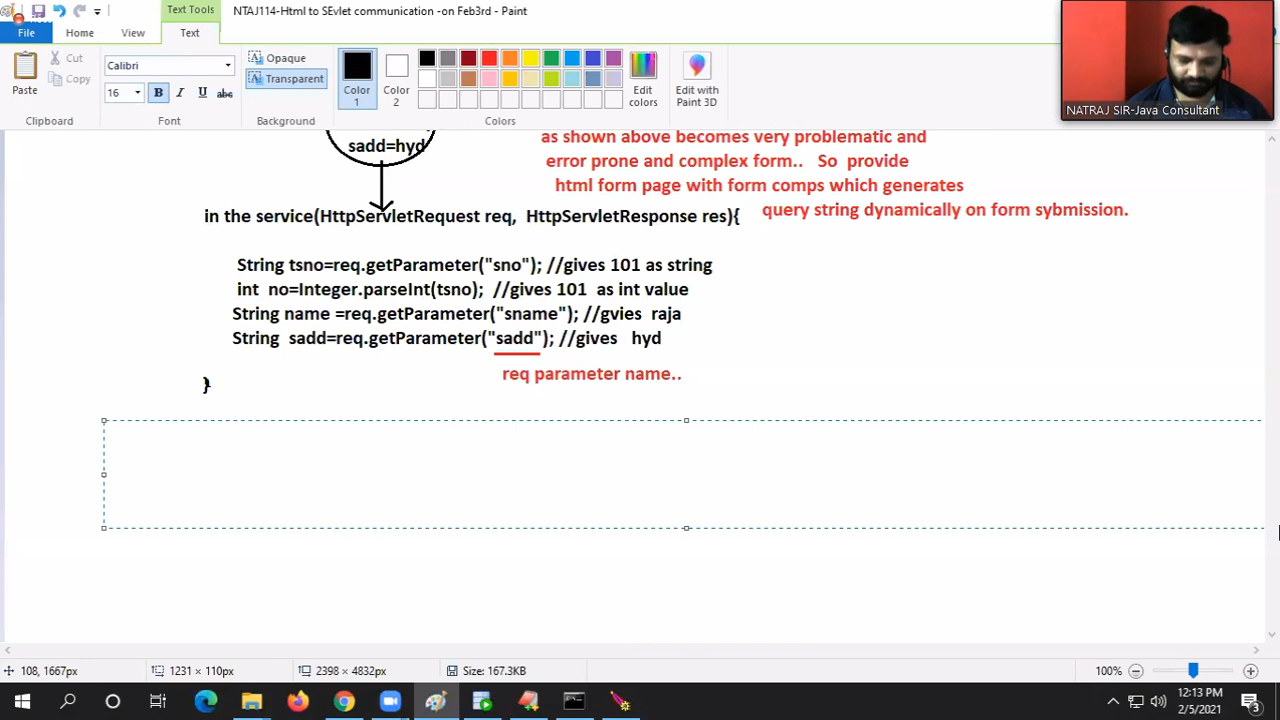 Text Tools
NTAJ114-Html to SEvlet communication -on Feb3rd - Paint
File
Home
View
Text
Paste
Cut
Copy
Clipboard
Calibri
16
B
I
U
abc
Font
Opaque
Transparent
Background
Color 1
Color 2
Edit colors
Edit with Paint 3D
Colors
NATRAJ SIR-Java Consultant
sadd=hyd
as shown above becomes very problematic and
error prone and complex form.. So provide
html form page with form comps which generates
query string dynamically on form sybmission.
in the service(HttpServletRequest req, HttpServletResponse res){
String tsno=req.getParameter("sno"); //gives 101 as string
int no=Integer.parseInt(tsno); //gives 101 as int value
String name =req.getParameter("sname"); //gvies raja
String sadd=req.getParameter("sadd"); //gives hyd
req parameter name..
}
108, 1667px
1231 × 110px
2398 × 4832px
Size: 167.3KB
100%
12:13 PM
2/5/2021
3